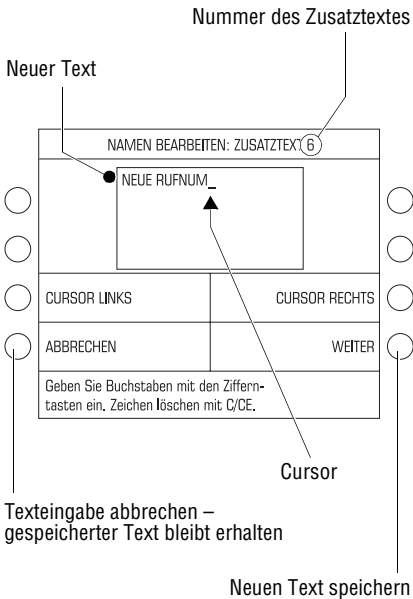 Nummer des Zusatztextes
Neuer Text
NAMEN BEARBEITEN: ZUSATZTEXT 6
NEUE RUFNUM_
CURSOR LINKS
CURSOR RECHTS
ABBRECHEN
WEITER
Geben Sie Buchstaben mit den Ziffern-
tasten ein. Zeichen löschen mit C/CE.
Cursor
Texteingabe abbrechen –
gespeicherter Text bleibt erhalten
Neuen Text speichern